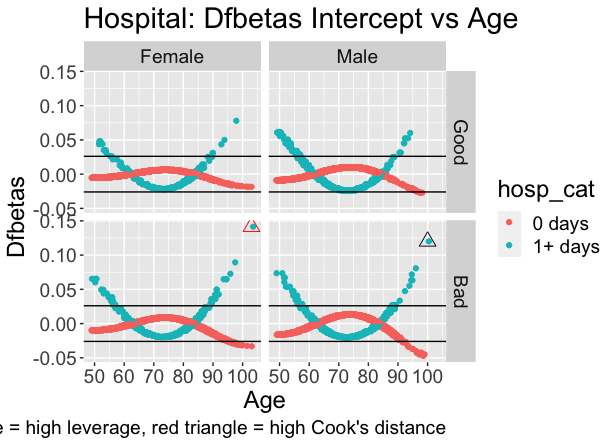 Hospital: Dfbetas Intercept vs Age
Female Male
0.15
0.10
0.05
0.00
-0.05
Good
0.15
0.10
0.05
0.00
-0.05
Bad
Dfbetas
50 60 70 80 90 100 50 60 70 80 90 100
Age
hosp_cat
0 days
1+ days
= high leverage, red triangle = high Cook's distance